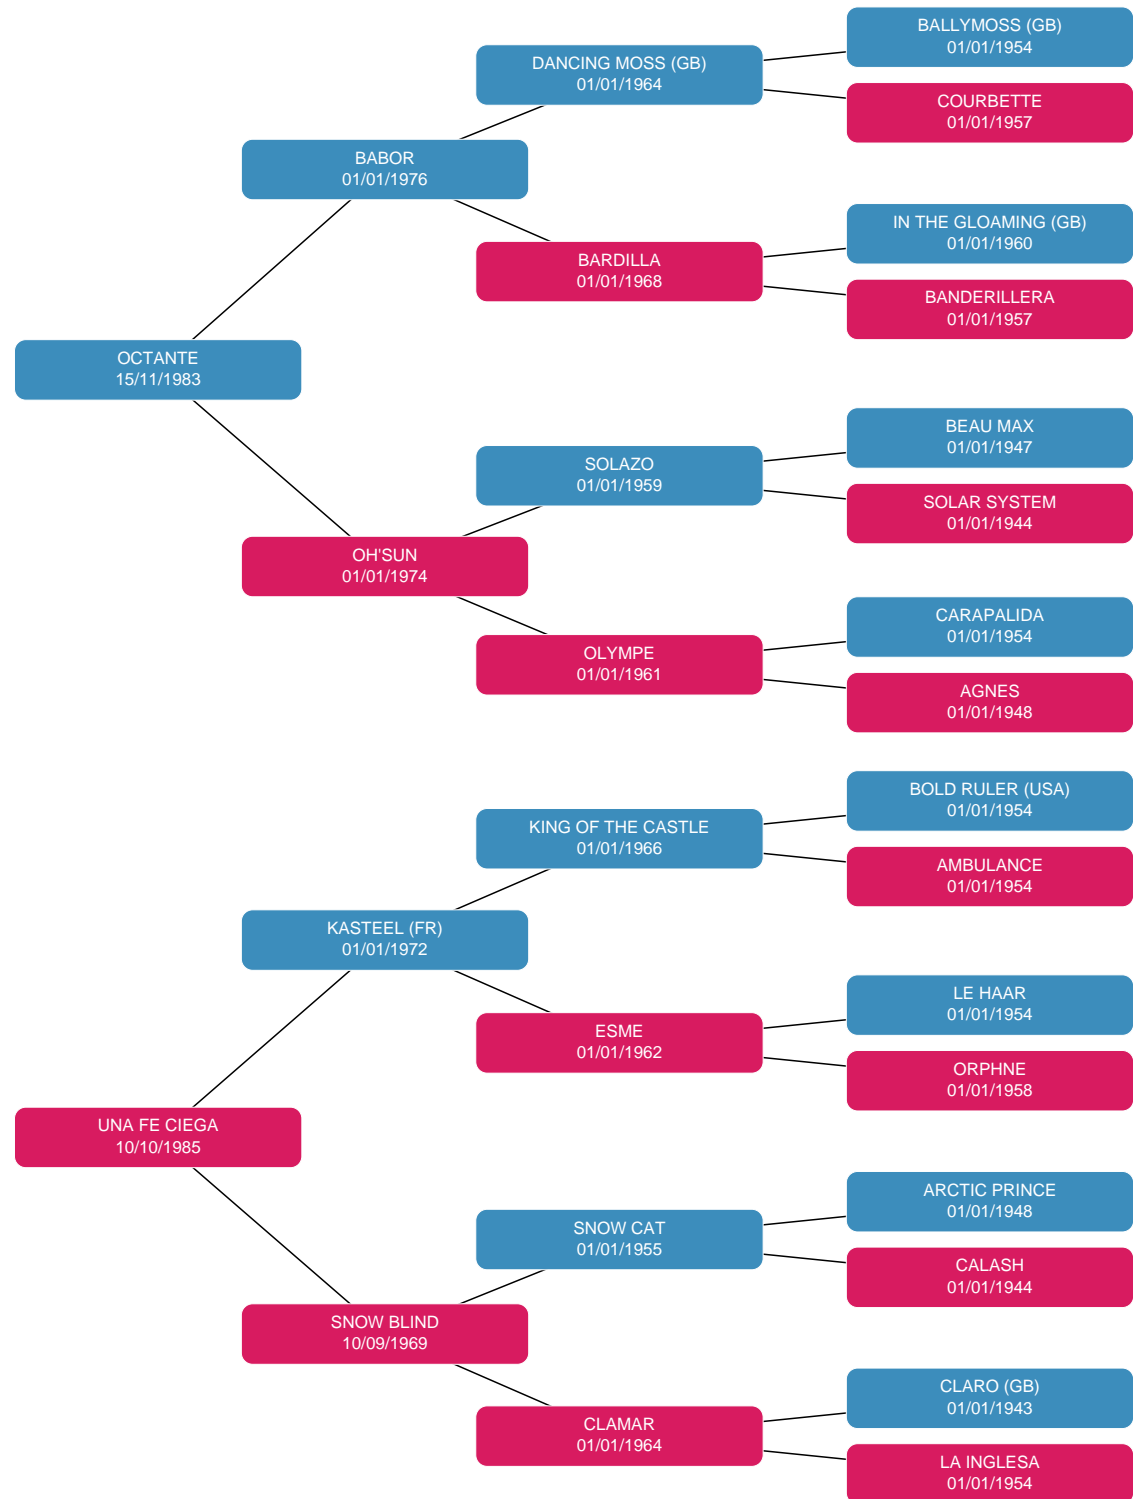 BALLYMOSS (GB)
01/01/1954
DANCING MOSS (GB)
01/01/1964
COURBETTE
01/01/1957
BABOR
01/01/1976
IN THE GLOAMING (GB)
01/01/1960
BARDILLA
01/01/1968
BANDERILLERA
01/01/1957
OCTANTE
15/11/1983
BEAU MAX
01/01/1947
SOLAZO
01/01/1959
SOLAR SYSTEM
01/01/1944
OH'SUN
01/01/1974
CARAPALIDA
01/01/1954
OLYMPE
01/01/1961
AGNES
01/01/1948
BOLD RULER (USA)
01/01/1954
KING OF THE CASTLE
01/01/1966
AMBULANCE
01/01/1954
KASTEEL (FR)
01/01/1972
LE HAAR
01/01/1954
ESME
01/01/1962
ORPHNE
01/01/1958
UNA FE CIEGA
10/10/1985
ARCTIC PRINCE
01/01/1948
SNOW CAT
01/01/1955
CALASH
01/01/1944
SNOW BLIND
10/09/1969
CLARO (GB)
01/01/1943
CLAMAR
01/01/1964
LA INGLESA
01/01/1954